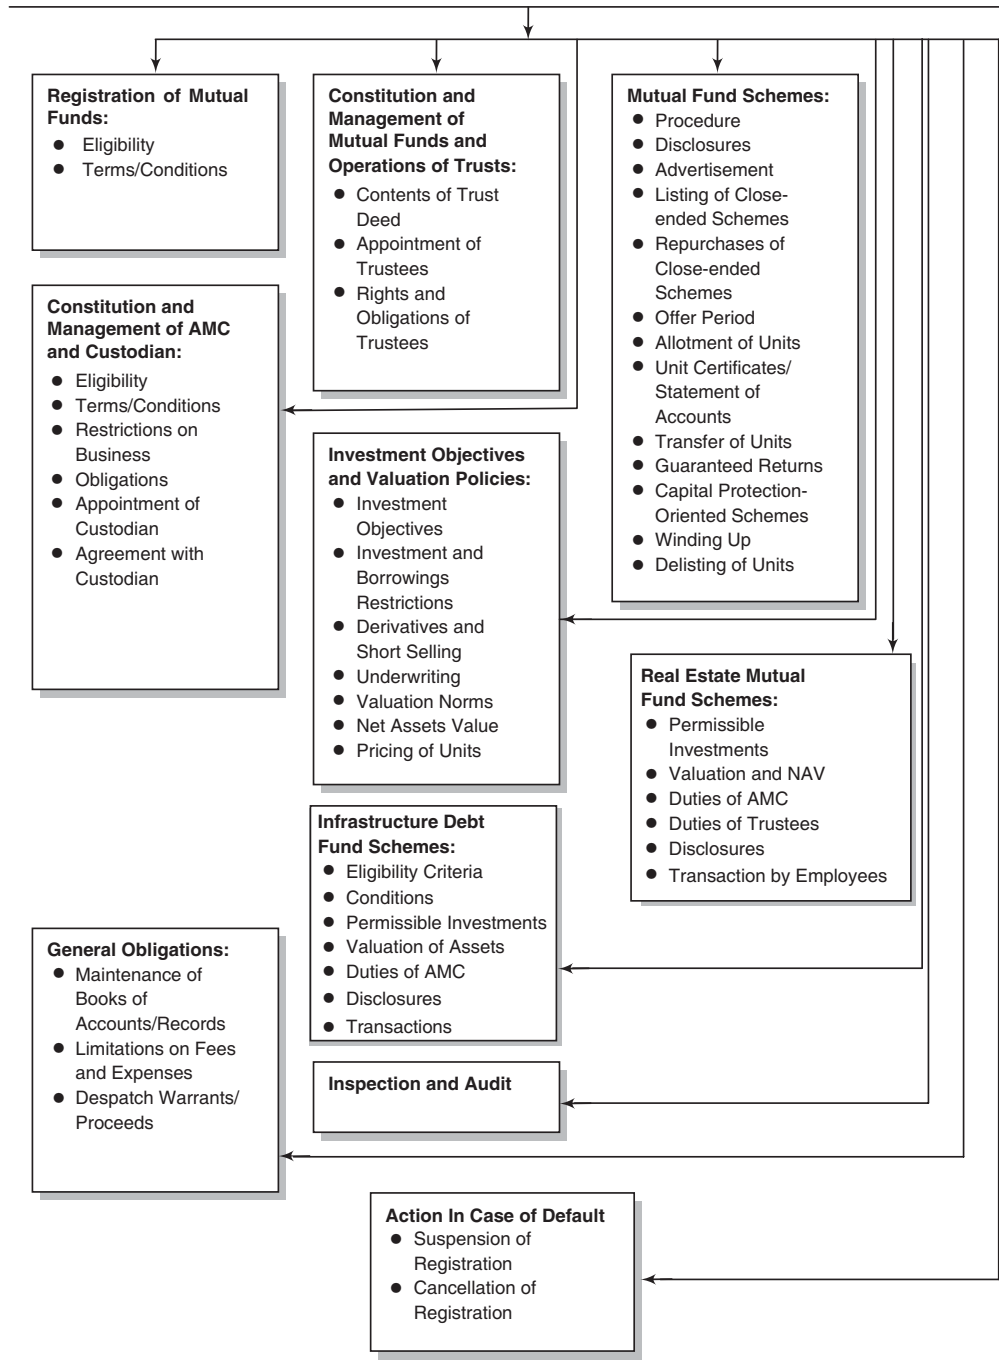 Registration of Mutual
Funds:
● Eligibility
● Terms/Conditions
Constitution and
Management of
Mutual Funds and
Operations of Trusts:
● Contents of Trust
Deed
● Appointment of
Trustees
● Rights and
Obligations of
Trustees
Mutual Fund Schemes:
● Procedure
● Disclosures
● Advertisement
● Listing of Close-
ended Schemes
● Repurchases of
Close-ended
Schemes
● Offer Period
● Allotment of Units
● Unit Certificates/
Statement of
Accounts
● Transfer of Units
● Guaranteed Returns
● Capital Protection-
Oriented Schemes
● Winding Up
● Delisting of Units
Constitution and
Management of AMC
and Custodian:
● Eligibility
● Terms/Conditions
● Restrictions on
Business
● Obligations
● Appointment of
Custodian
● Agreement with
Custodian
Investment Objectives
and Valuation Policies:
● Investment
Objectives
● Investment and
Borrowings
Restrictions
● Derivatives and
Short Selling
● Underwriting
● Valuation Norms
● Net Assets Value
● Pricing of Units
Real Estate Mutual
Fund Schemes:
● Permissible
Investments
● Valuation and NAV
● Duties of AMC
● Duties of Trustees
● Disclosures
● Transaction by Employees
Infrastructure Debt
Fund Schemes:
● Eligibility Criteria
● Conditions
● Permissible Investments
● Valuation of Assets
● Duties of AMC
● Disclosures
● Transactions
General Obligations:
● Maintenance of
Books of
Accounts/Records
● Limitations on Fees
and Expenses
● Despatch Warrants/
Proceeds
Inspection and Audit
Action In Case of Default
● Suspension of
Registration
● Cancellation of
Registration